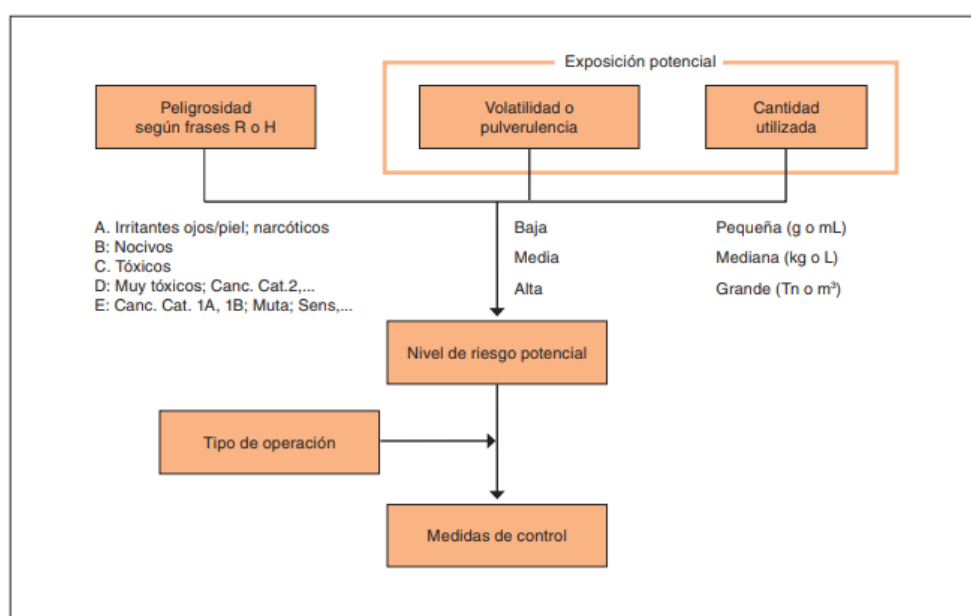 Exposición potencial
Peligrosidad
según frases R o H
Volatilidad o
pulverulencia
Cantidad
utilizada
A. Irritantes ojos/piel; narcóticos
B: Nocivos
C. Tóxicos
D: Muy tóxicos; Canc. Cat.2,...
E: Canc. Cat. 1A, 1B; Muta; Sens,...
Baja
Media
Alta
Pequeña (g o mL)
Mediana (kg o L)
Grande (Tn o m³)
Nivel de riesgo potencial
Tipo de operación
Medidas de control